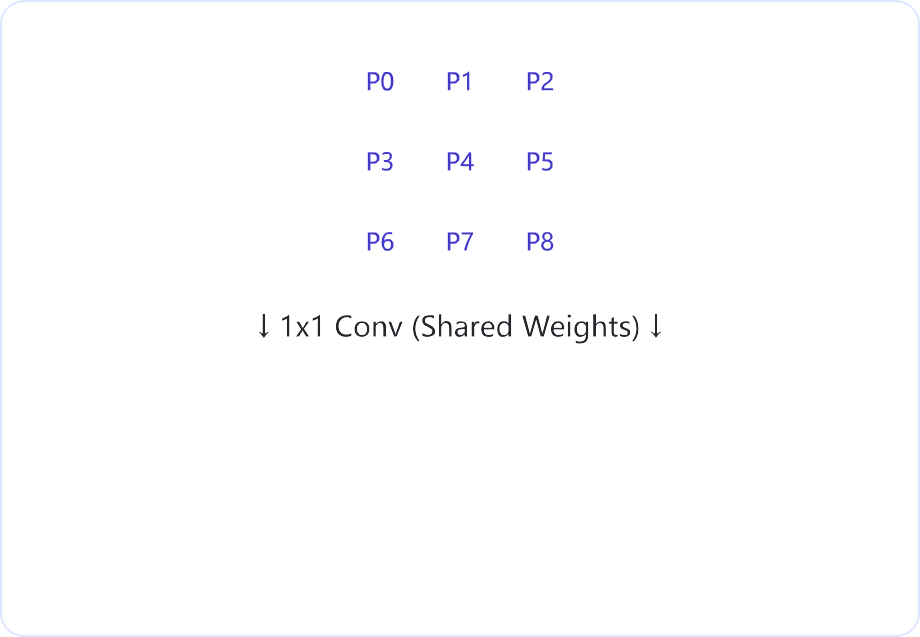 P0 P1 P2
P3 P4 P5
P6 P7 P8
↓ 1x1 Conv (Shared Weights) ↓